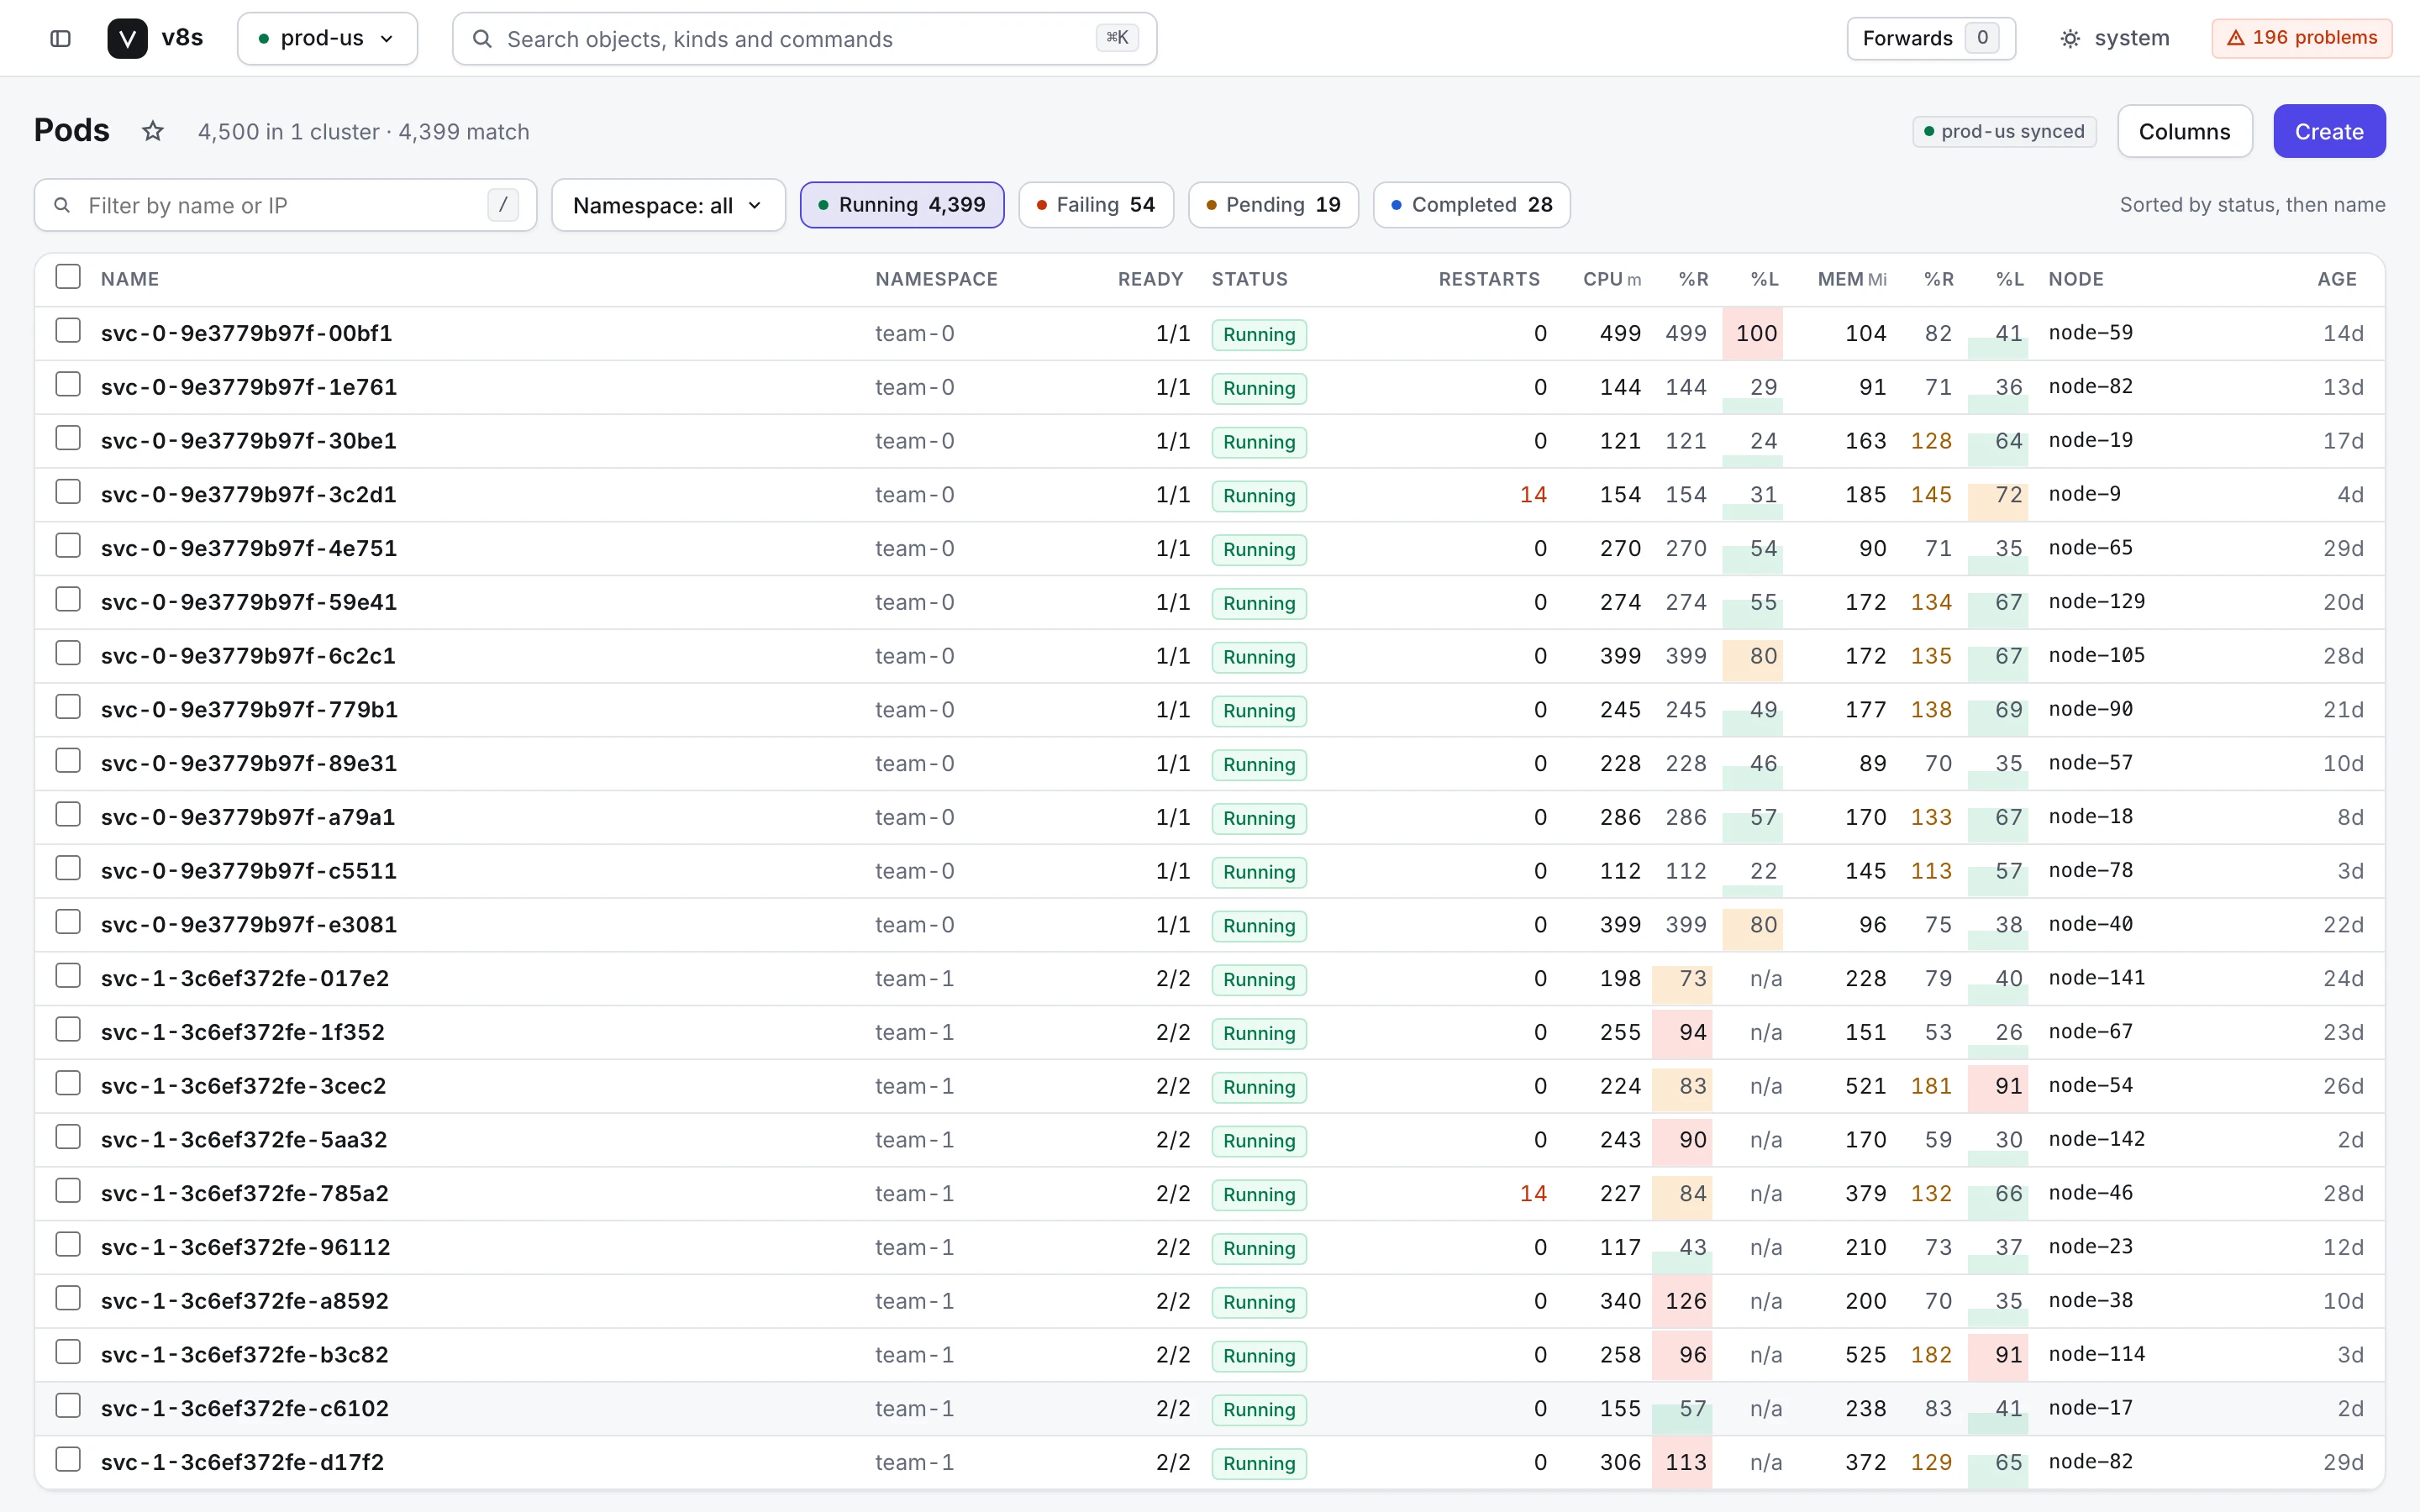 v8s
prod-us
Search objects, kinds and commands
⌘K
Forwards 0
system
196 problems
Pods
4,500 in 1 cluster · 4,399 match
prod-us synced
Columns
Create
Filter by name or IP /
Namespace: all
Running 4,399
Failing 54
Pending 19
Completed 28
Sorted by status, then name
NAME NAMESPACE READY STATUS RESTARTS CPU m %R %L MEM Mi %R %L NODE AGE
svc-0-9e3779b97f-00bf1 team-0 1/1 Running 0 499 499 100 104 82 41 node-59 14d
svc-0-9e3779b97f-1e761 team-0 1/1 Running 0 144 144 29 91 71 36 node-82 13d
svc-0-9e3779b97f-30be1 team-0 1/1 Running 0 121 121 24 163 128 64 node-19 17d
svc-0-9e3779b97f-3c2d1 team-0 1/1 Running 14 154 154 31 185 145 72 node-9 4d
svc-0-9e3779b97f-4e751 team-0 1/1 Running 0 270 270 54 90 71 35 node-65 29d
svc-0-9e3779b97f-59e41 team-0 1/1 Running 0 274 274 55 172 134 67 node-129 20d
svc-0-9e3779b97f-6c2c1 team-0 1/1 Running 0 399 399 80 172 135 67 node-105 28d
svc-0-9e3779b97f-779b1 team-0 1/1 Running 0 245 245 49 177 138 69 node-90 21d
svc-0-9e3779b97f-89e31 team-0 1/1 Running 0 228 228 46 89 70 35 node-57 10d
svc-0-9e3779b97f-a79a1 team-0 1/1 Running 0 286 286 57 170 133 67 node-18 8d
svc-0-9e3779b97f-c5511 team-0 1/1 Running 0 112 112 22 145 113 57 node-78 3d
svc-0-9e3779b97f-e3081 team-0 1/1 Running 0 399 399 80 96 75 38 node-40 22d
svc-1-3c6ef372fe-017e2 team-1 2/2 Running 0 198 73 n/a 228 79 40 node-141 24d
svc-1-3c6ef372fe-1f352 team-1 2/2 Running 0 255 94 n/a 151 53 26 node-67 23d
svc-1-3c6ef372fe-3cec2 team-1 2/2 Running 0 224 83 n/a 521 181 91 node-54 26d
svc-1-3c6ef372fe-5aa32 team-1 2/2 Running 0 243 90 n/a 170 59 30 node-142 2d
svc-1-3c6ef372fe-785a2 team-1 2/2 Running 14 227 84 n/a 379 132 66 node-46 28d
svc-1-3c6ef372fe-96112 team-1 2/2 Running 0 117 43 n/a 210 73 37 node-23 12d
svc-1-3c6ef372fe-a8592 team-1 2/2 Running 0 340 126 n/a 200 70 35 node-38 10d
svc-1-3c6ef372fe-b3c82 team-1 2/2 Running 0 258 96 n/a 525 182 91 node-114 3d
svc-1-3c6ef372fe-c6102 team-1 2/2 Running 0 155 57 n/a 238 83 41 node-17 2d
svc-1-3c6ef372fe-d17f2 team-1 2/2 Running 0 306 113 n/a 372 129 65 node-82 29d